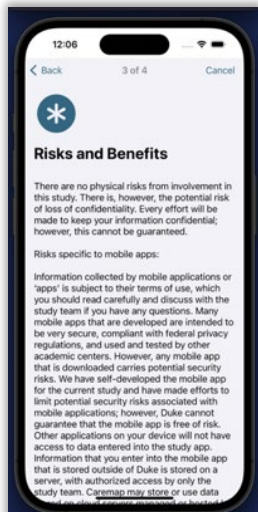 12:06
Back
3 of 4
Cancel
Risks and Benefits
There are no physical risks from involvement in
this study. There is, however, the potential risk
of loss of confidentiality. Every effort will be
made to keep your information confidential;
however, this cannot be guaranteed.
Risks specific to mobile apps:
Information collected by mobile applications or
'apps' is subject to their terms of use, which
you should read carefully and discuss with the
study team if you have any questions. Many
mobile apps that are developed are intended to
be very secure, compliant with federal privacy
regulations, and used and tested by other
academic centers. However, any mobile app
that is downloaded carries potential security
risks. We have self-developed the mobile app
for the current study and have made efforts to
limit potential security risks associated with
mobile applications; however, Duke cannot
guarantee that the mobile app is free of risk.
Other applications on your device will not have
access to data entered into the study app.
Information that you enter into the mobile app
that is stored outside of Duke is stored on a
server, with authorized access by only the
study team. Caremap may store or use data
on cloud servers managed or hosted